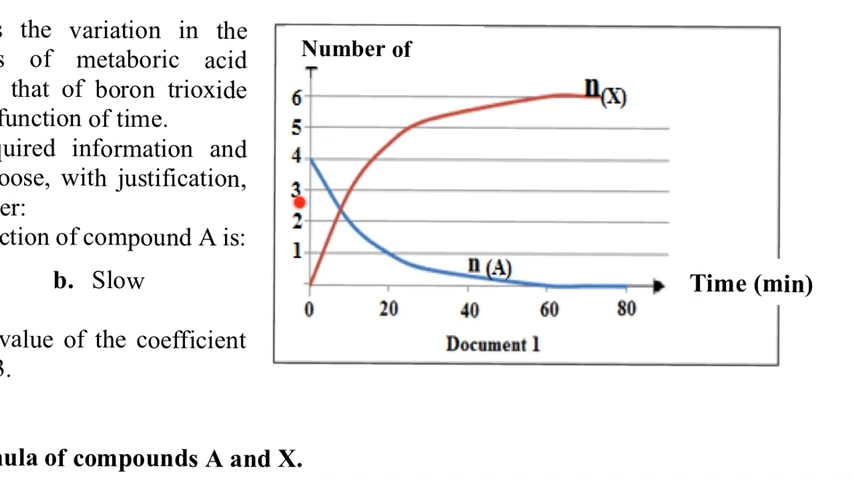 s the variation in the
s of metaboric acid
that of boron trioxide
function of time.
quired information and
oose, with justification,
er:
ction of compound A is:
b. Slow
value of the coefficient
3.
nula of compounds A and X.
Number of
6
5
4
3
2
1
n(X)
n (A)
0 20 40 60 80
Time (min)
Document 1